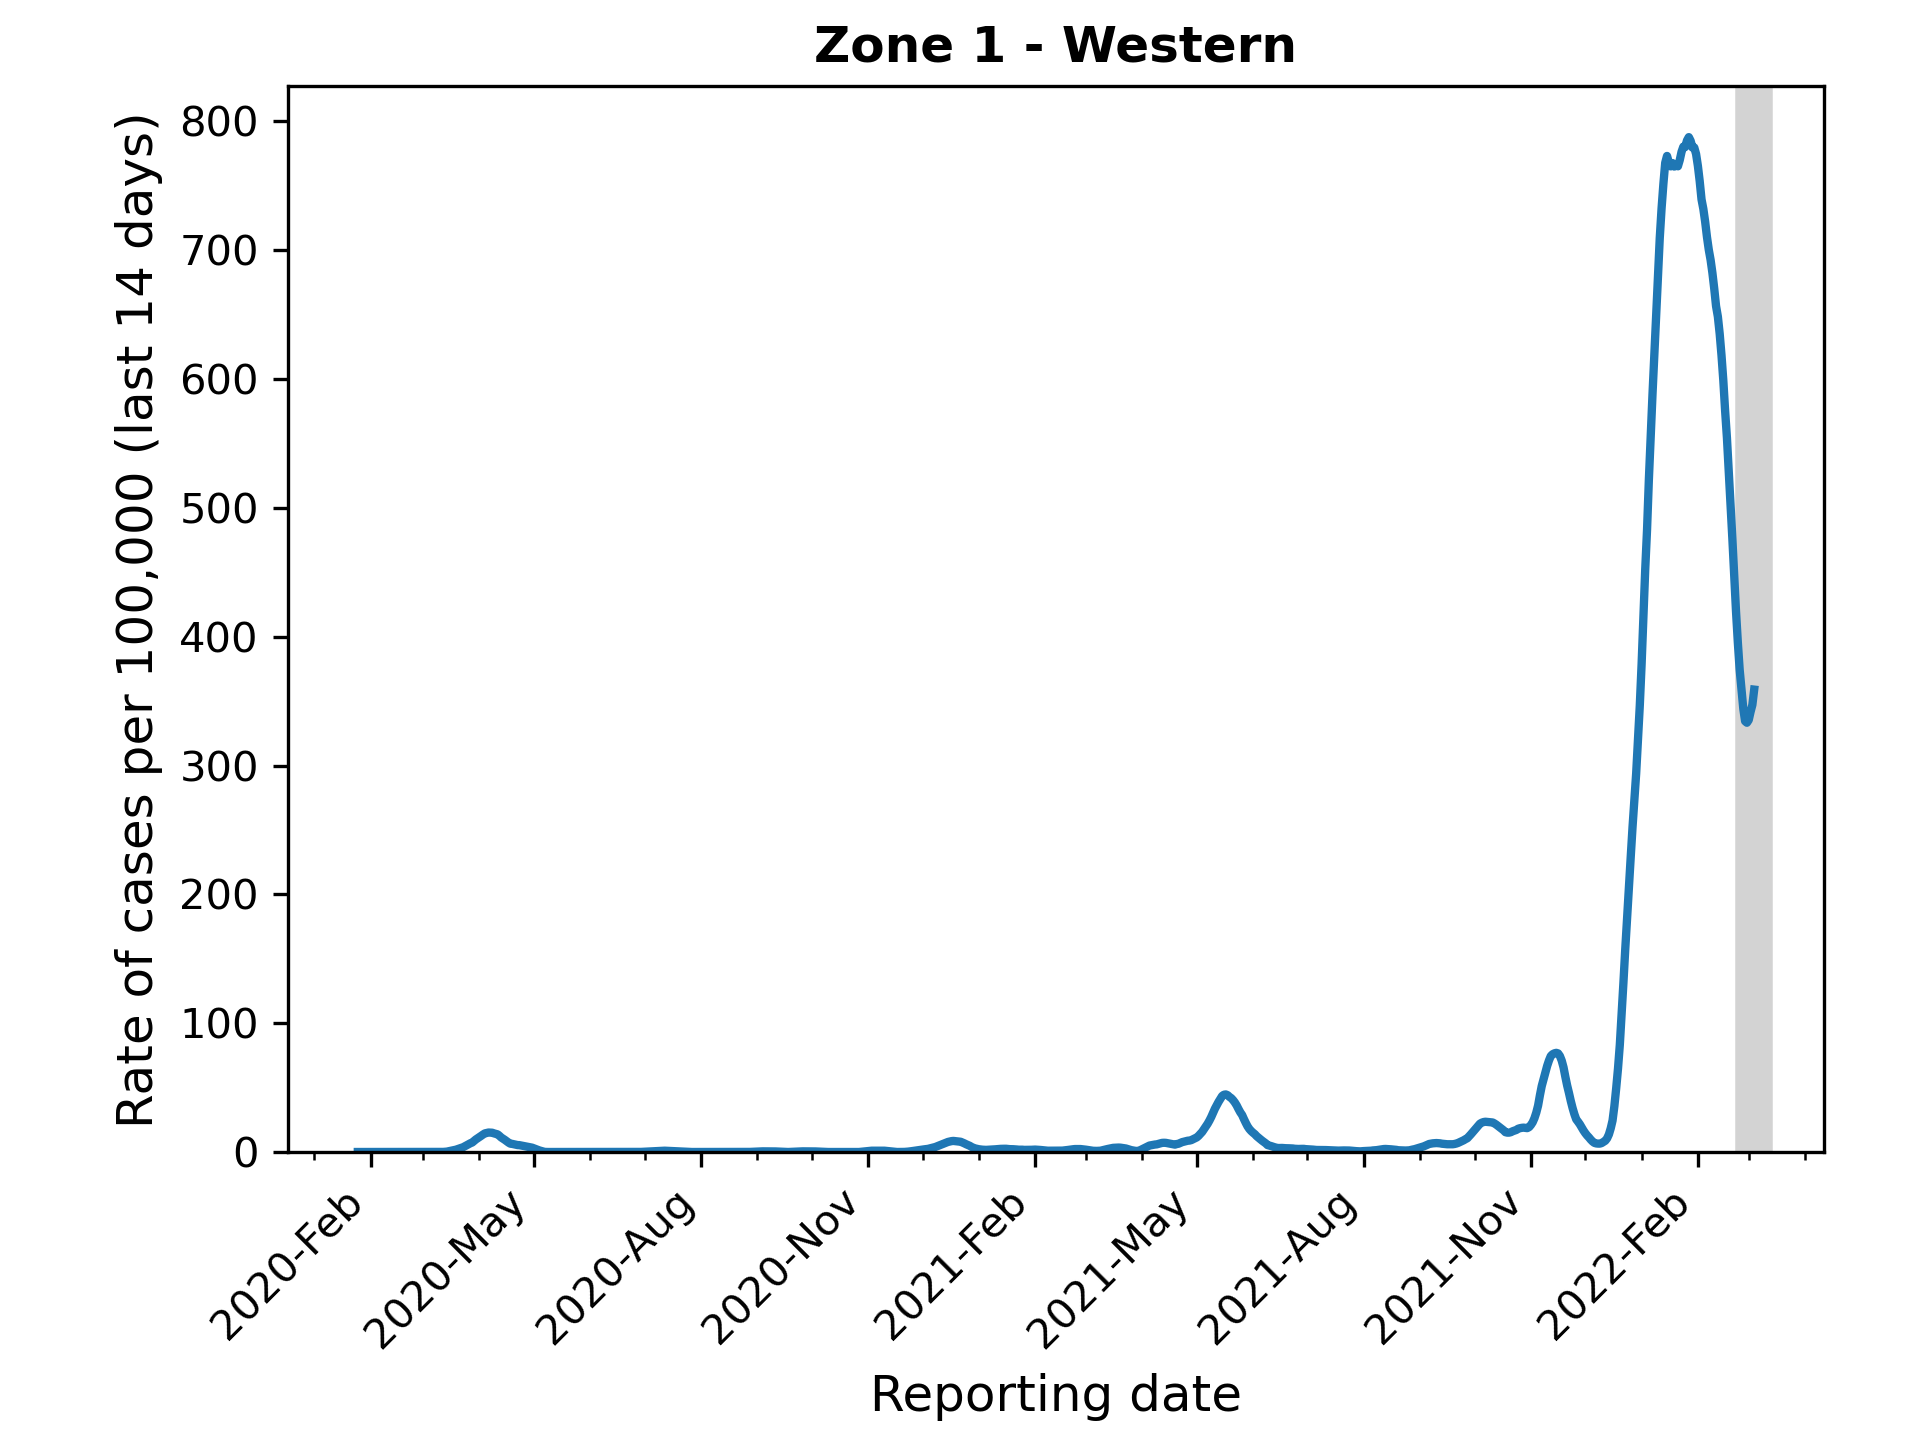 Zone 1 - Western
Rate of cases per 100,000 (last 14 days)
800
700
600
500
400
300
200
100
0
2020-Feb
2020-May
2020-Aug
2020-Nov
2021-Feb
2021-May
2021-Aug
2021-Nov
2022-Feb
Reporting date